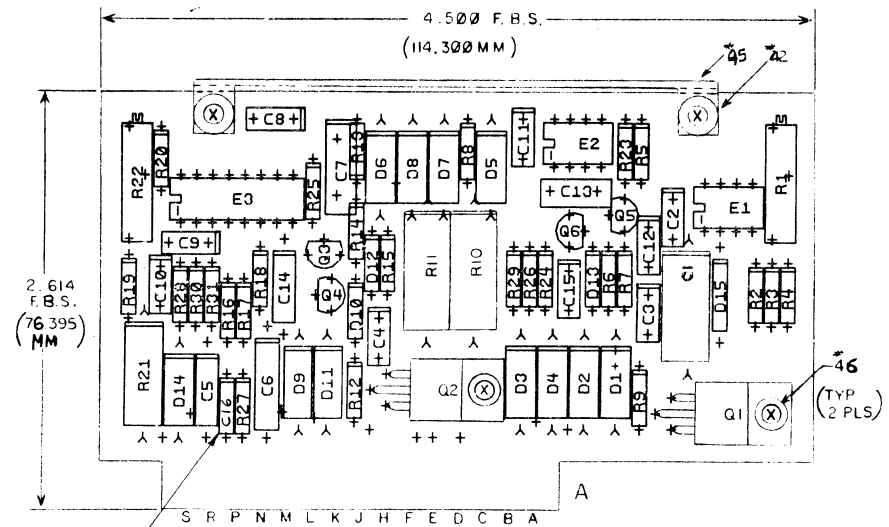 4.500 F.B.S.
(114,300 MM)
*45
*42
2.614
F.B.S.
(76.395)
MM
C8
R22
R20
E3
R25
C7
R13
D6
D8
D7
R8
D5
C11
E2
R23
R5
R1
C13
E1
C9
Q3
R14
R11
R10
Q6
Q5
C12
C2
R19
C10
R28
R30
R31
R16
R17
R18
C14
Q4
D10
D12
R15
C4
R29
R26
R24
C15
D13
R6
R7
C3
C1
D15
R2
R3
R4
R21
D14
C5
C16
R27
C6
D9
D11
R12
Q2
D3
D4
D2
D1
R9
Q1
*46
(TYP
2 PLS)
A
S R P N M L K J H F E D C B A